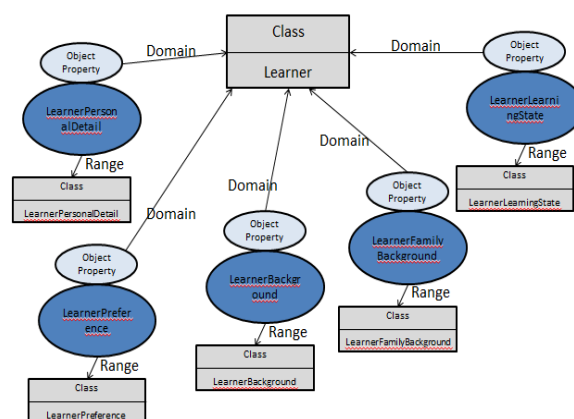 Class
Learner
Domain
Object
Property
LearnerPerson
alDetail
Range
Class
LearnerPersonalDetail
Domain
Object
Property
LearnerPrefer
ence
Range
Class
LearnerPreference
Domain
Object
Property
LearnerBackgr
ound
Range
Class
LearnerBackground
Domain
Object
Property
LearnerFamily
Background
Range
Class
LearnerFamilyBackground
Domain
Object
Property
LearnerLearni
ngState
Range
Class
LearnerLearningState